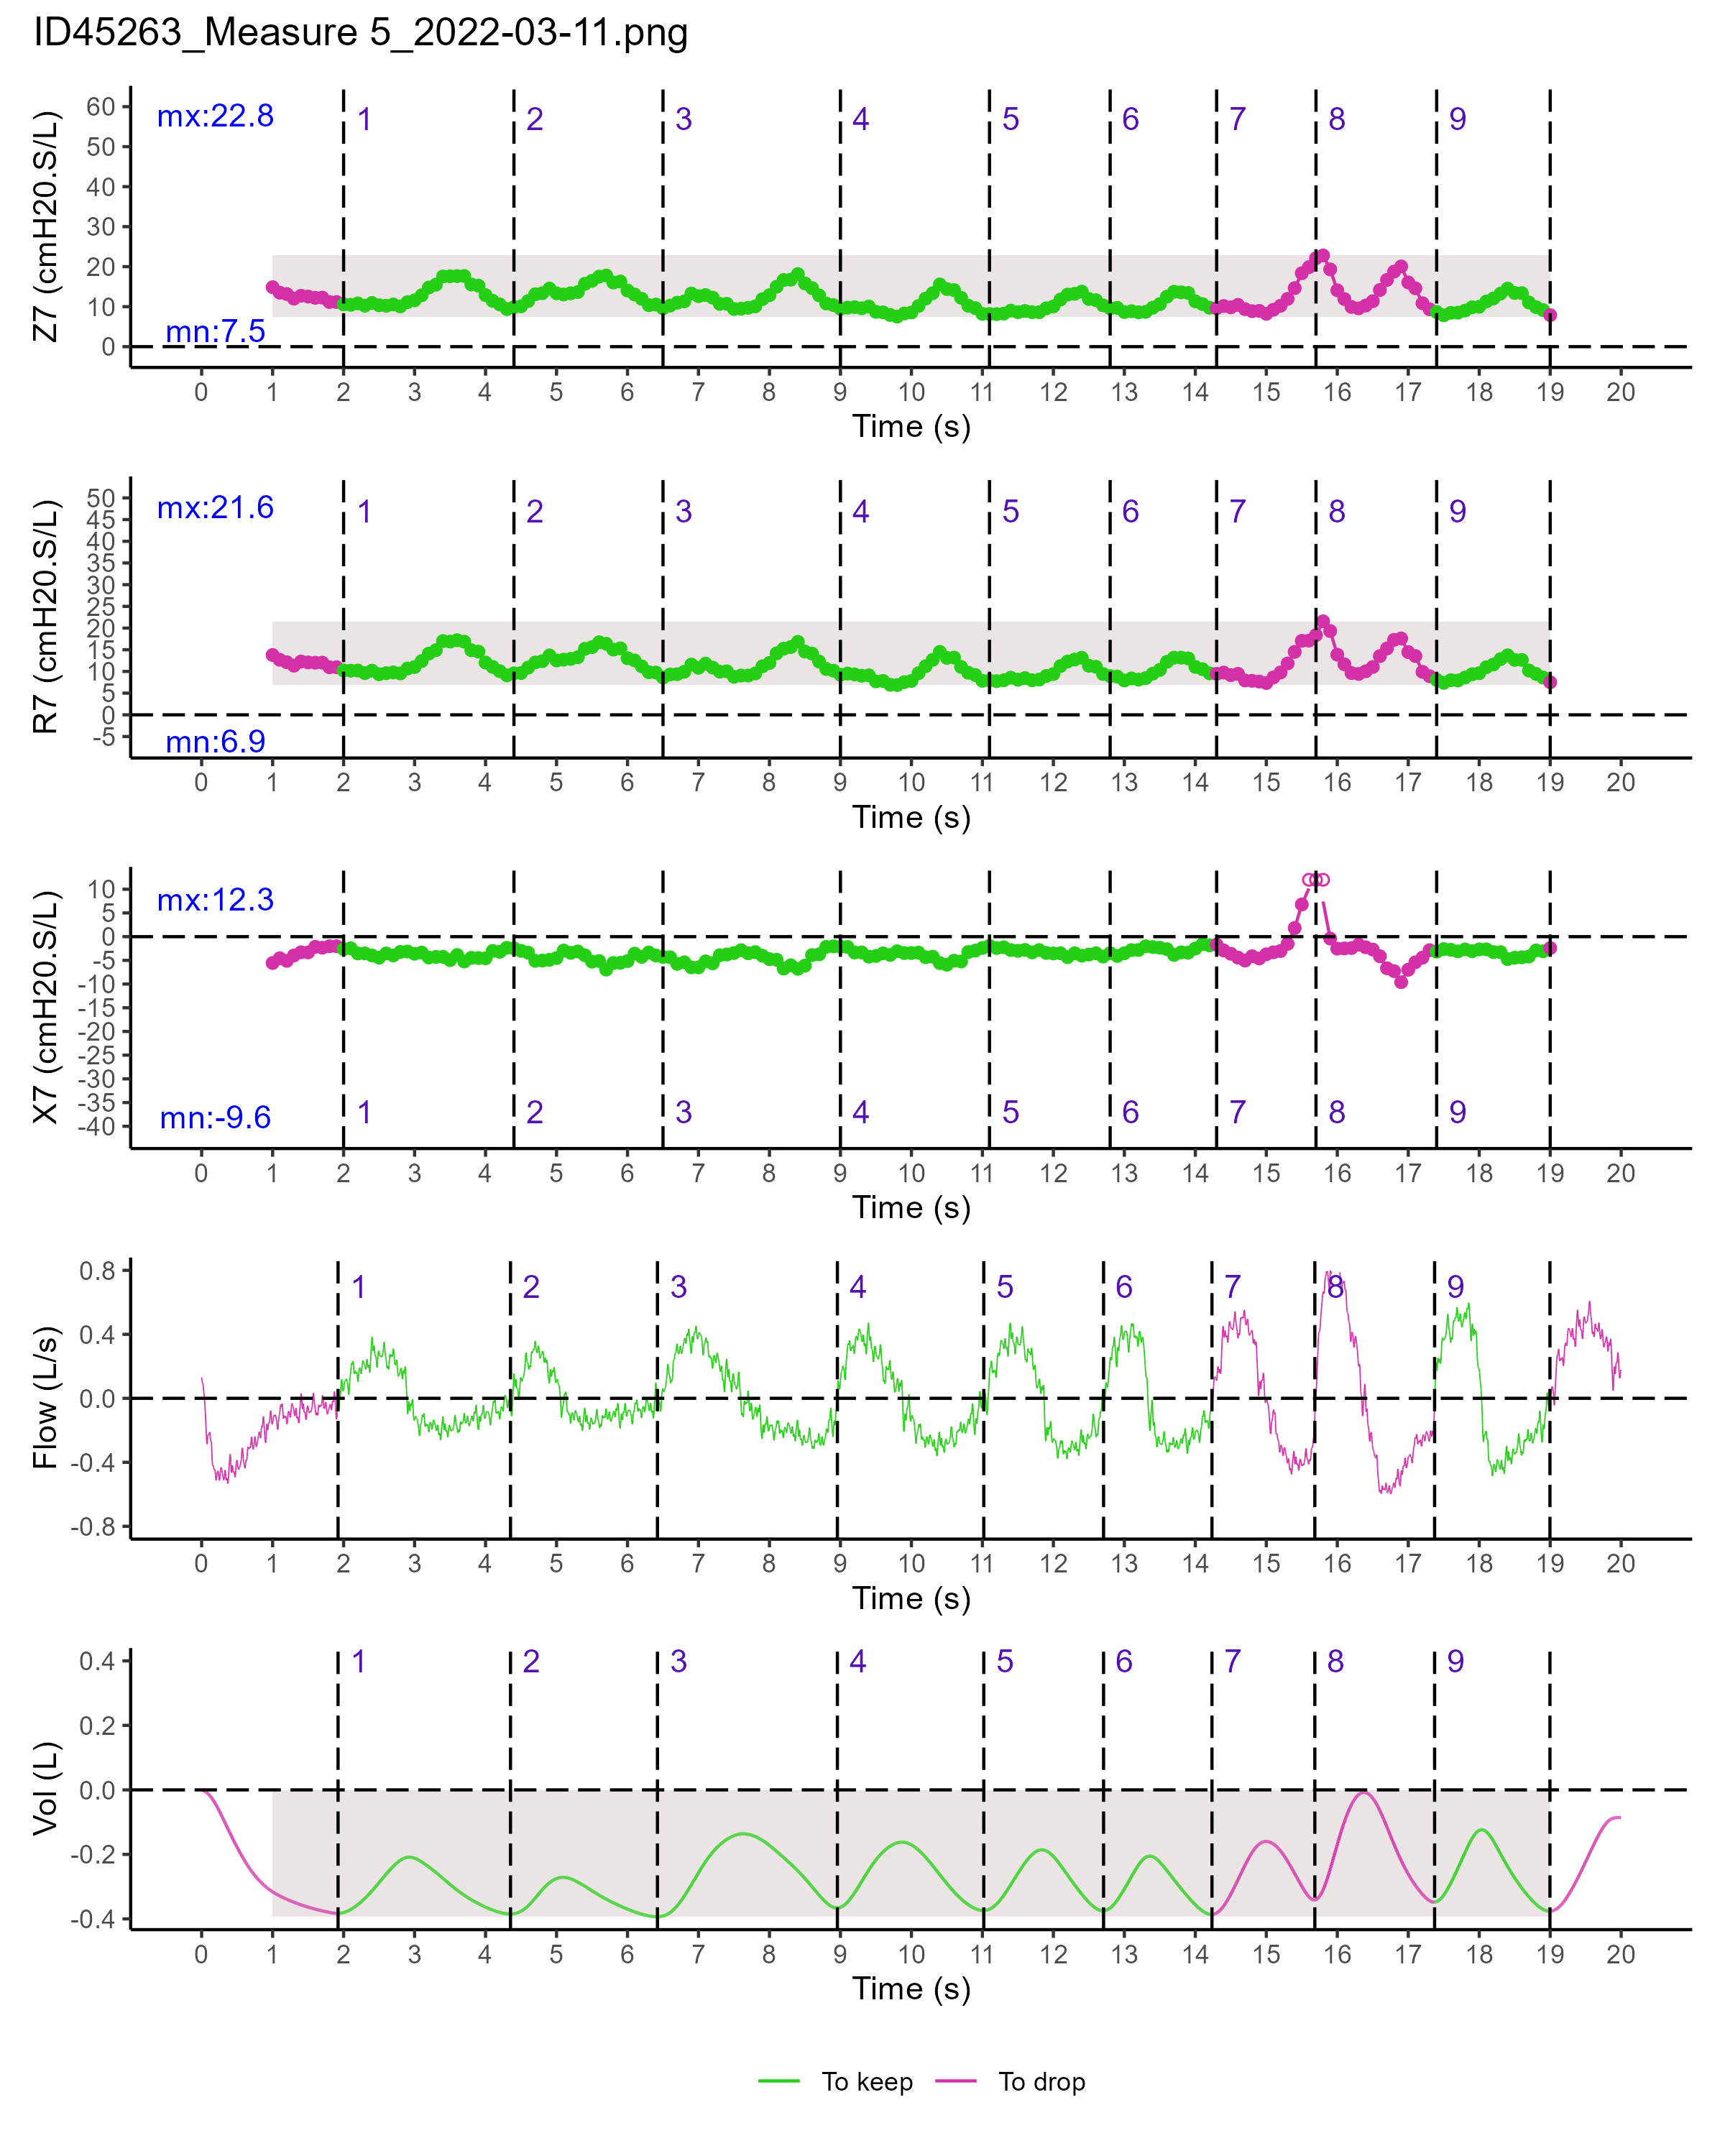 ID45263_Measure 5_2022-03-11.png
Z7 (cmH20.S/L)
60
50
40
30
20
10
0
mx:22.8
mn:7.5
1 2 3 4 5 6 7 8 9
0 1 2 3 4 5 6 7 8 9 10 11 12 13 14 15 16 17 18 19 20
Time (s)
R7 (cmH20.S/L)
50
45
40
35
30
25
20
15
10
5
0
-5
mx:21.6
mn:6.9
1 2 3 4 5 6 7 8 9
0 1 2 3 4 5 6 7 8 9 10 11 12 13 14 15 16 17 18 19 20
Time (s)
X7 (cmH20.S/L)
10
5
0
-5
-10
-15
-20
-25
-30
-35
-40
mx:12.3
mn:-9.6
1 2 3 4 5 6 7 8 9
0 1 2 3 4 5 6 7 8 9 10 11 12 13 14 15 16 17 18 19 20
Time (s)
Flow (L/s)
0.8
0.4
0.0
-0.4
-0.8
1 2 3 4 5 6 7 8 9
0 1 2 3 4 5 6 7 8 9 10 11 12 13 14 15 16 17 18 19 20
Time (s)
Vol (L)
0.4
0.2
0.0
-0.2
-0.4
1 2 3 4 5 6 7 8 9
0 1 2 3 4 5 6 7 8 9 10 11 12 13 14 15 16 17 18 19 20
Time (s)
To keep To drop